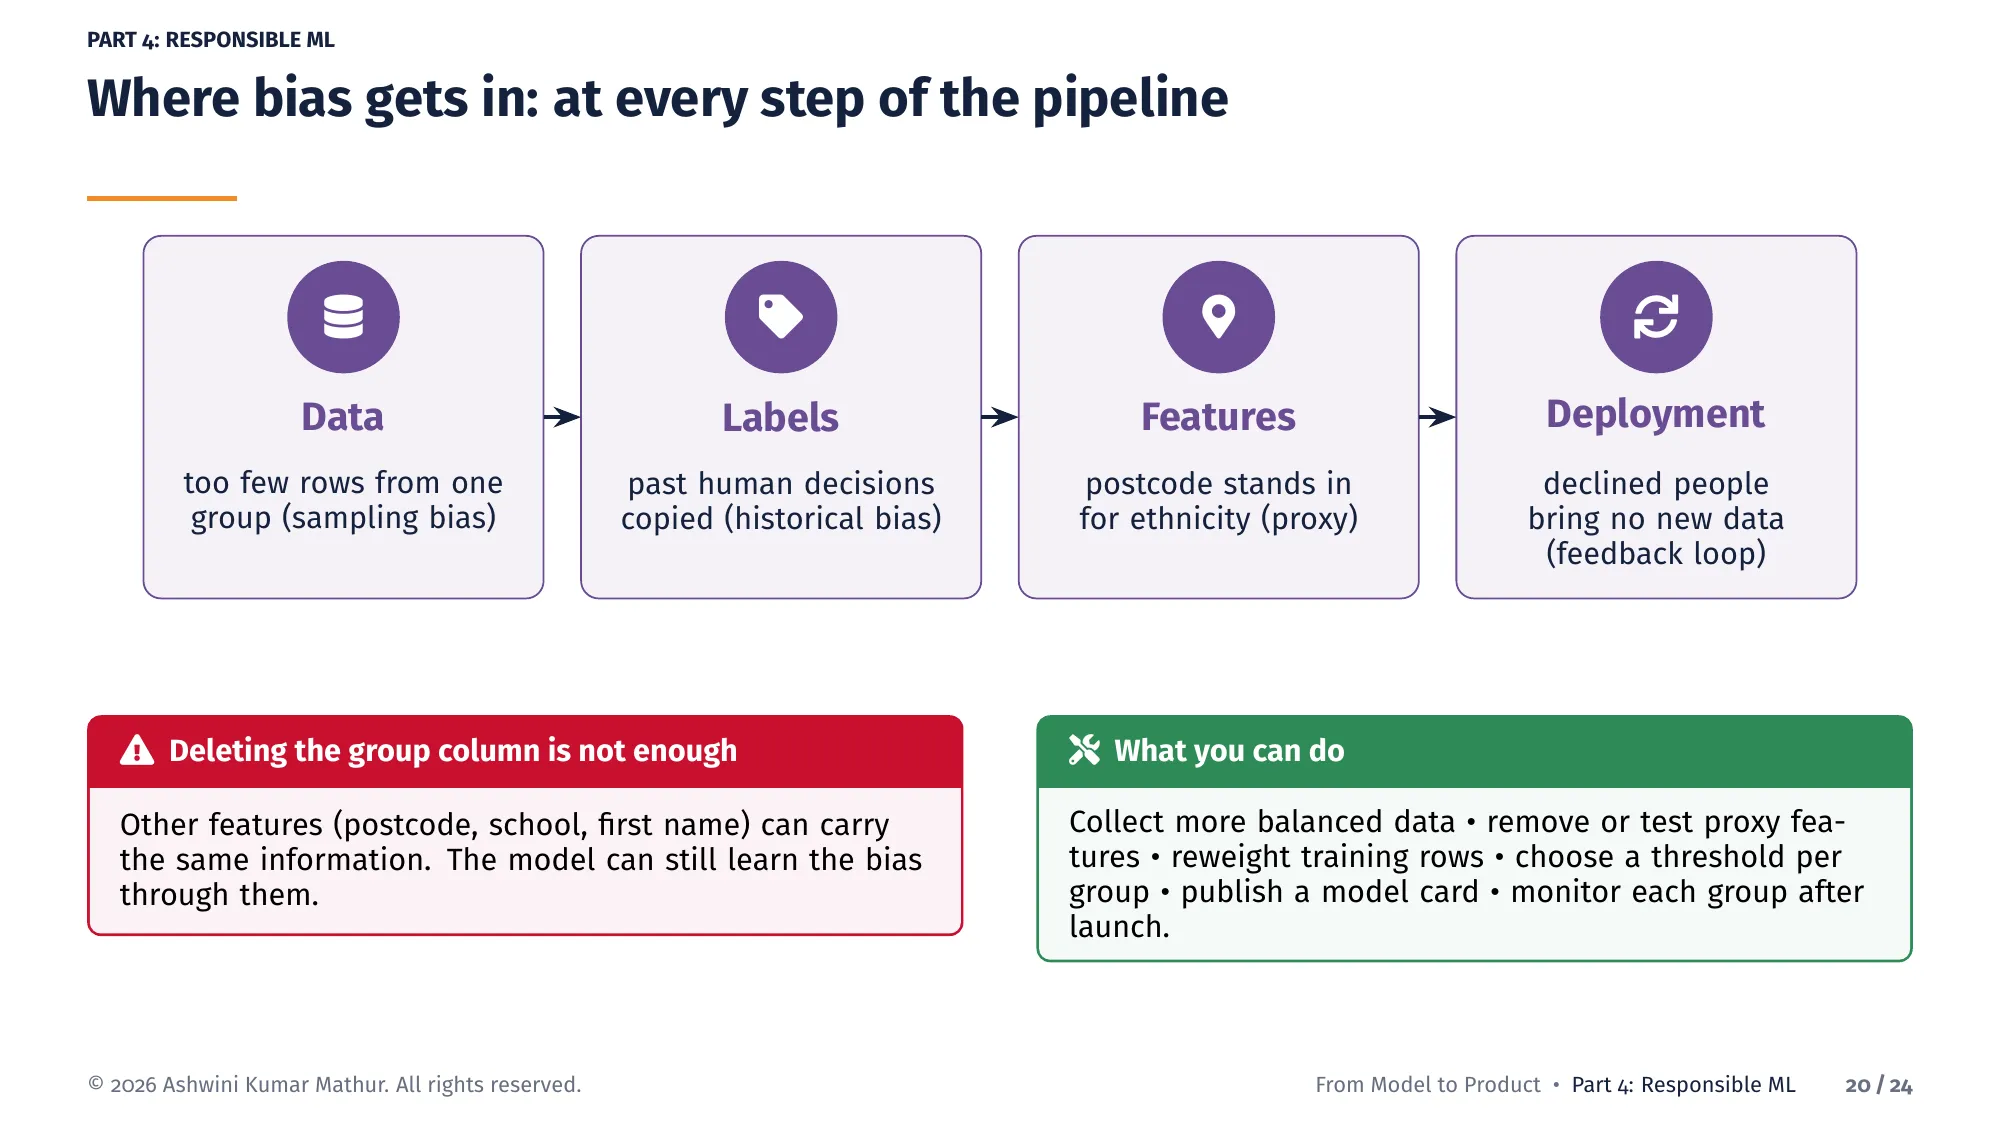 PART 4: RESPONSIBLE ML
Where bias gets in: at every step of the pipeline
Data
too few rows from one
group (sampling bias)
Labels
past human decisions
copied (historical bias)
Features
postcode stands in
for ethnicity (proxy)
Deployment
declined people
bring no new data
(feedback loop)
Deleting the group column is not enough
Other features (postcode, school, first name) can carry
the same information. The model can still learn the bias
through them.
What you can do
Collect more balanced data • remove or test proxy fea-
tures • reweight training rows • choose a threshold per
group • publish a model card • monitor each group after
launch.
© 2026 Ashwini Kumar Mathur. All rights reserved.
From Model to Product • Part 4: Responsible ML 20 / 24